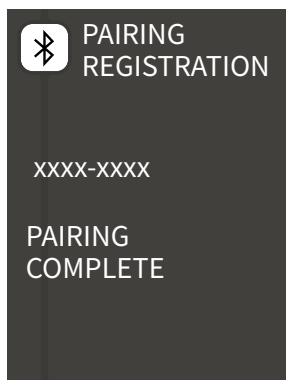 PAIRING
REGISTRATION
xxxx-xxxx
PAIRING
COMPLETE